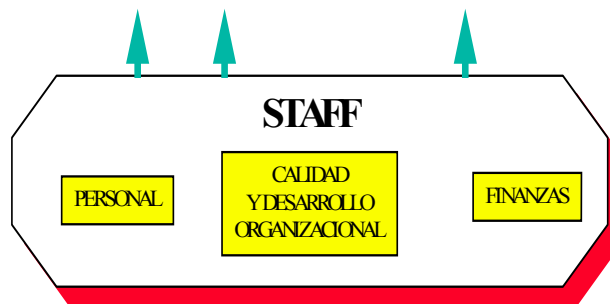 STAFF
PERSONAL
CALIDAD
Y DESARROLLO
ORGANIZACIONAL
FINANZAS